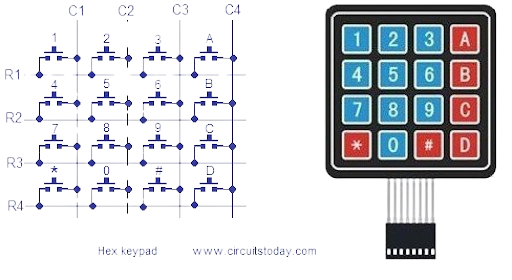 C1 C2 C3 C4
1 2 3 A
R1
4 5 6 B
R2
7 8 9 C
R3
* 0 # D
R4
Hex keypad www.circuitstoday.com
1 2 3 A
4 5 6 B
7 8 9 C
* 0 # D